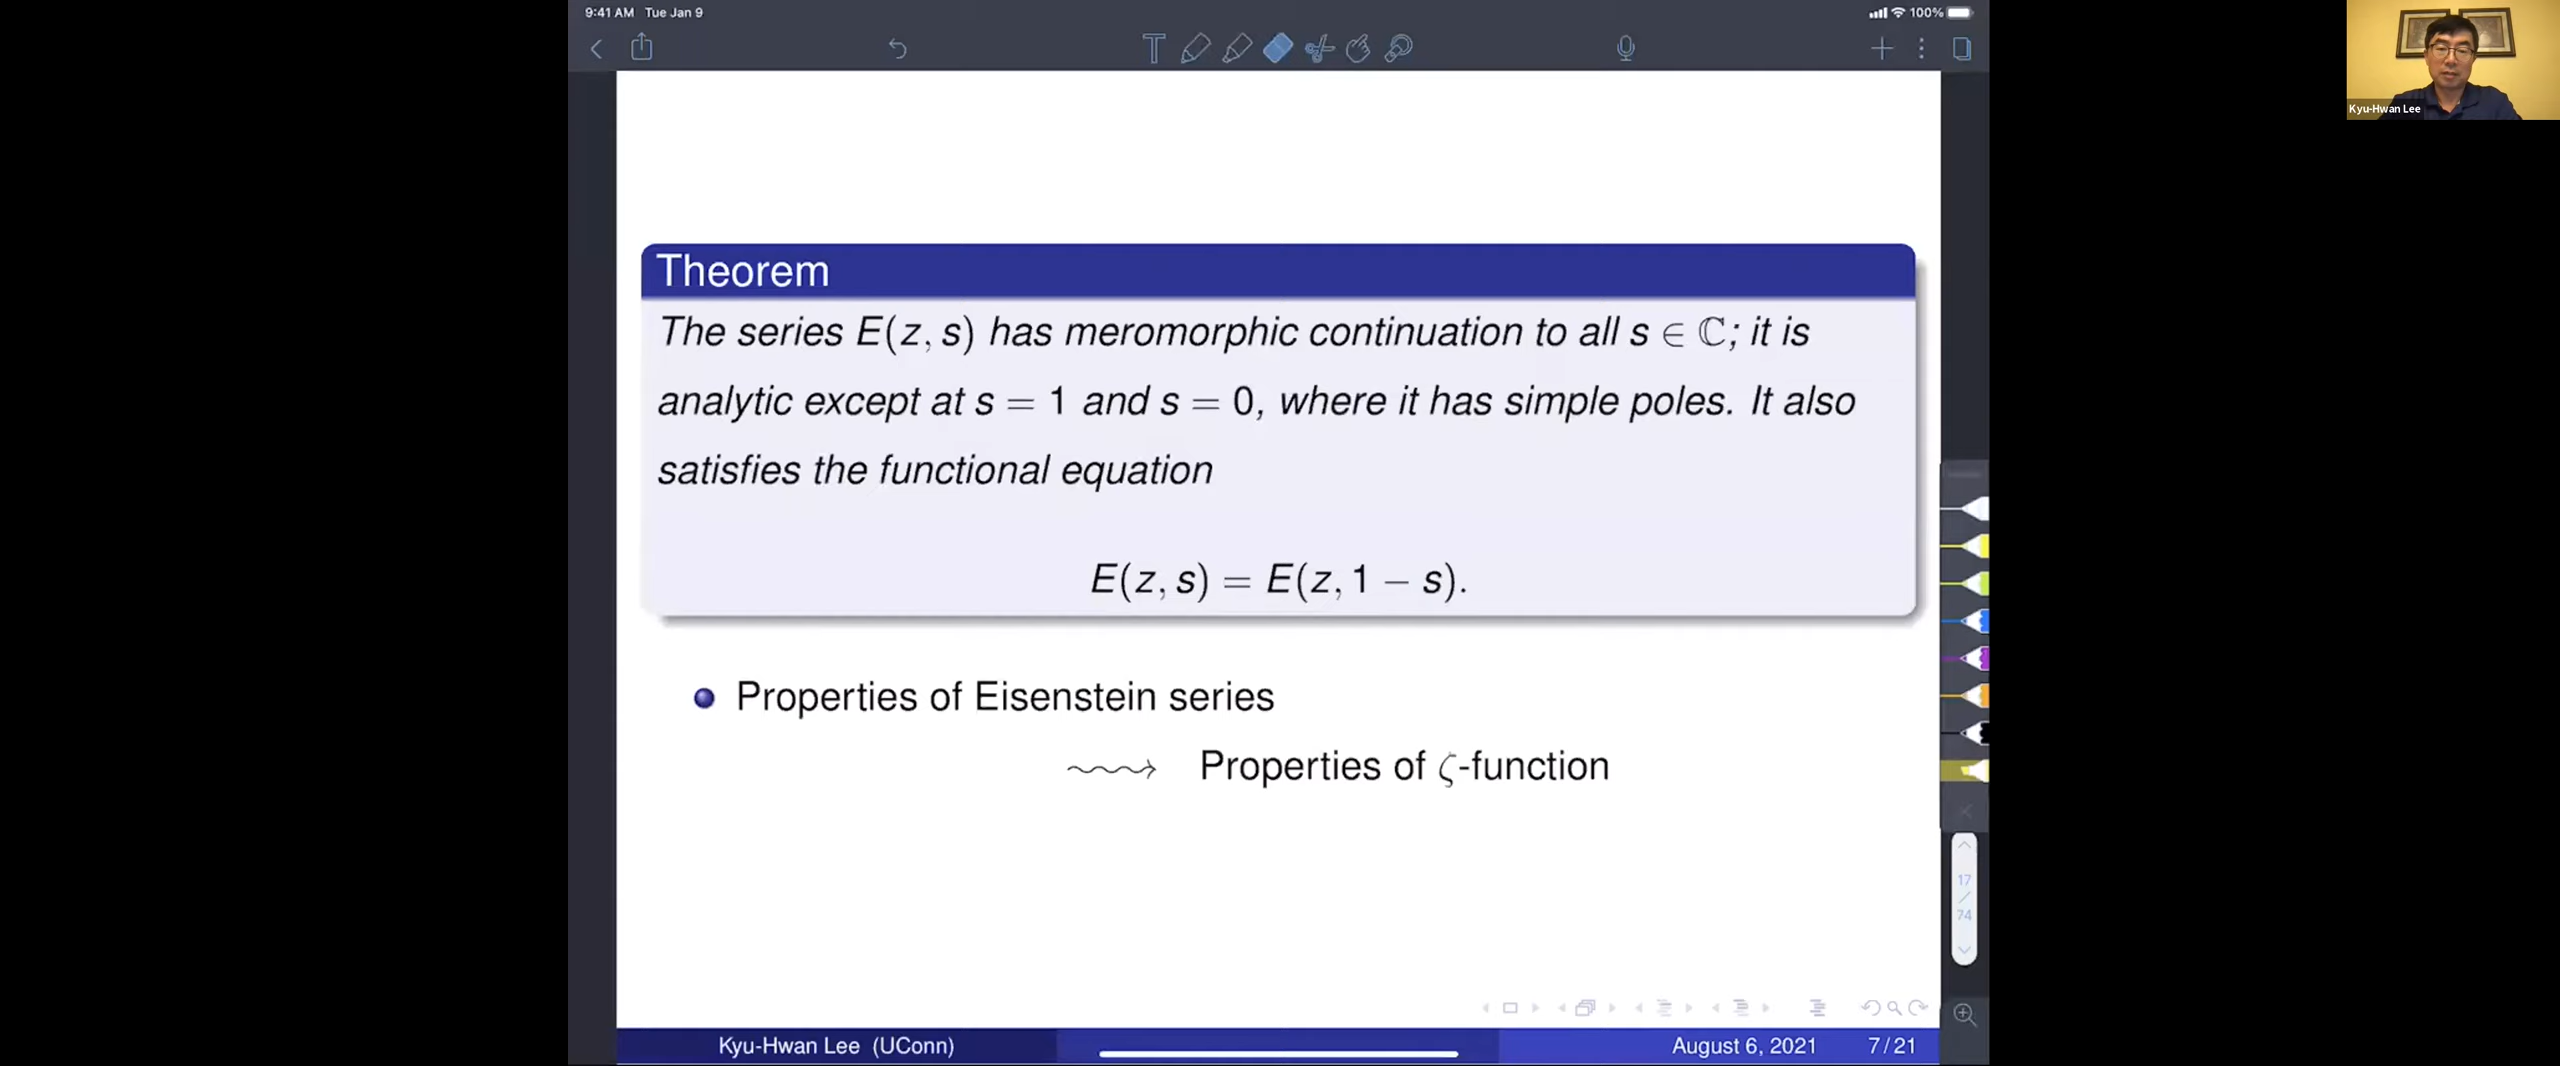 9:41 AM Tue Jan 9
100%
Kyu-Hwan Lee
Theorem
The series E(z, s) has meromorphic continuation to all s ∈ ℂ; it is
analytic except at s = 1 and s = 0, where it has simple poles. It also
satisfies the functional equation
E(z, s) = E(z, 1 − s).
Properties of Eisenstein series
⇝ Properties of ζ-function
17
/
74
Kyu-Hwan Lee (UConn)
August 6, 2021
7 / 21